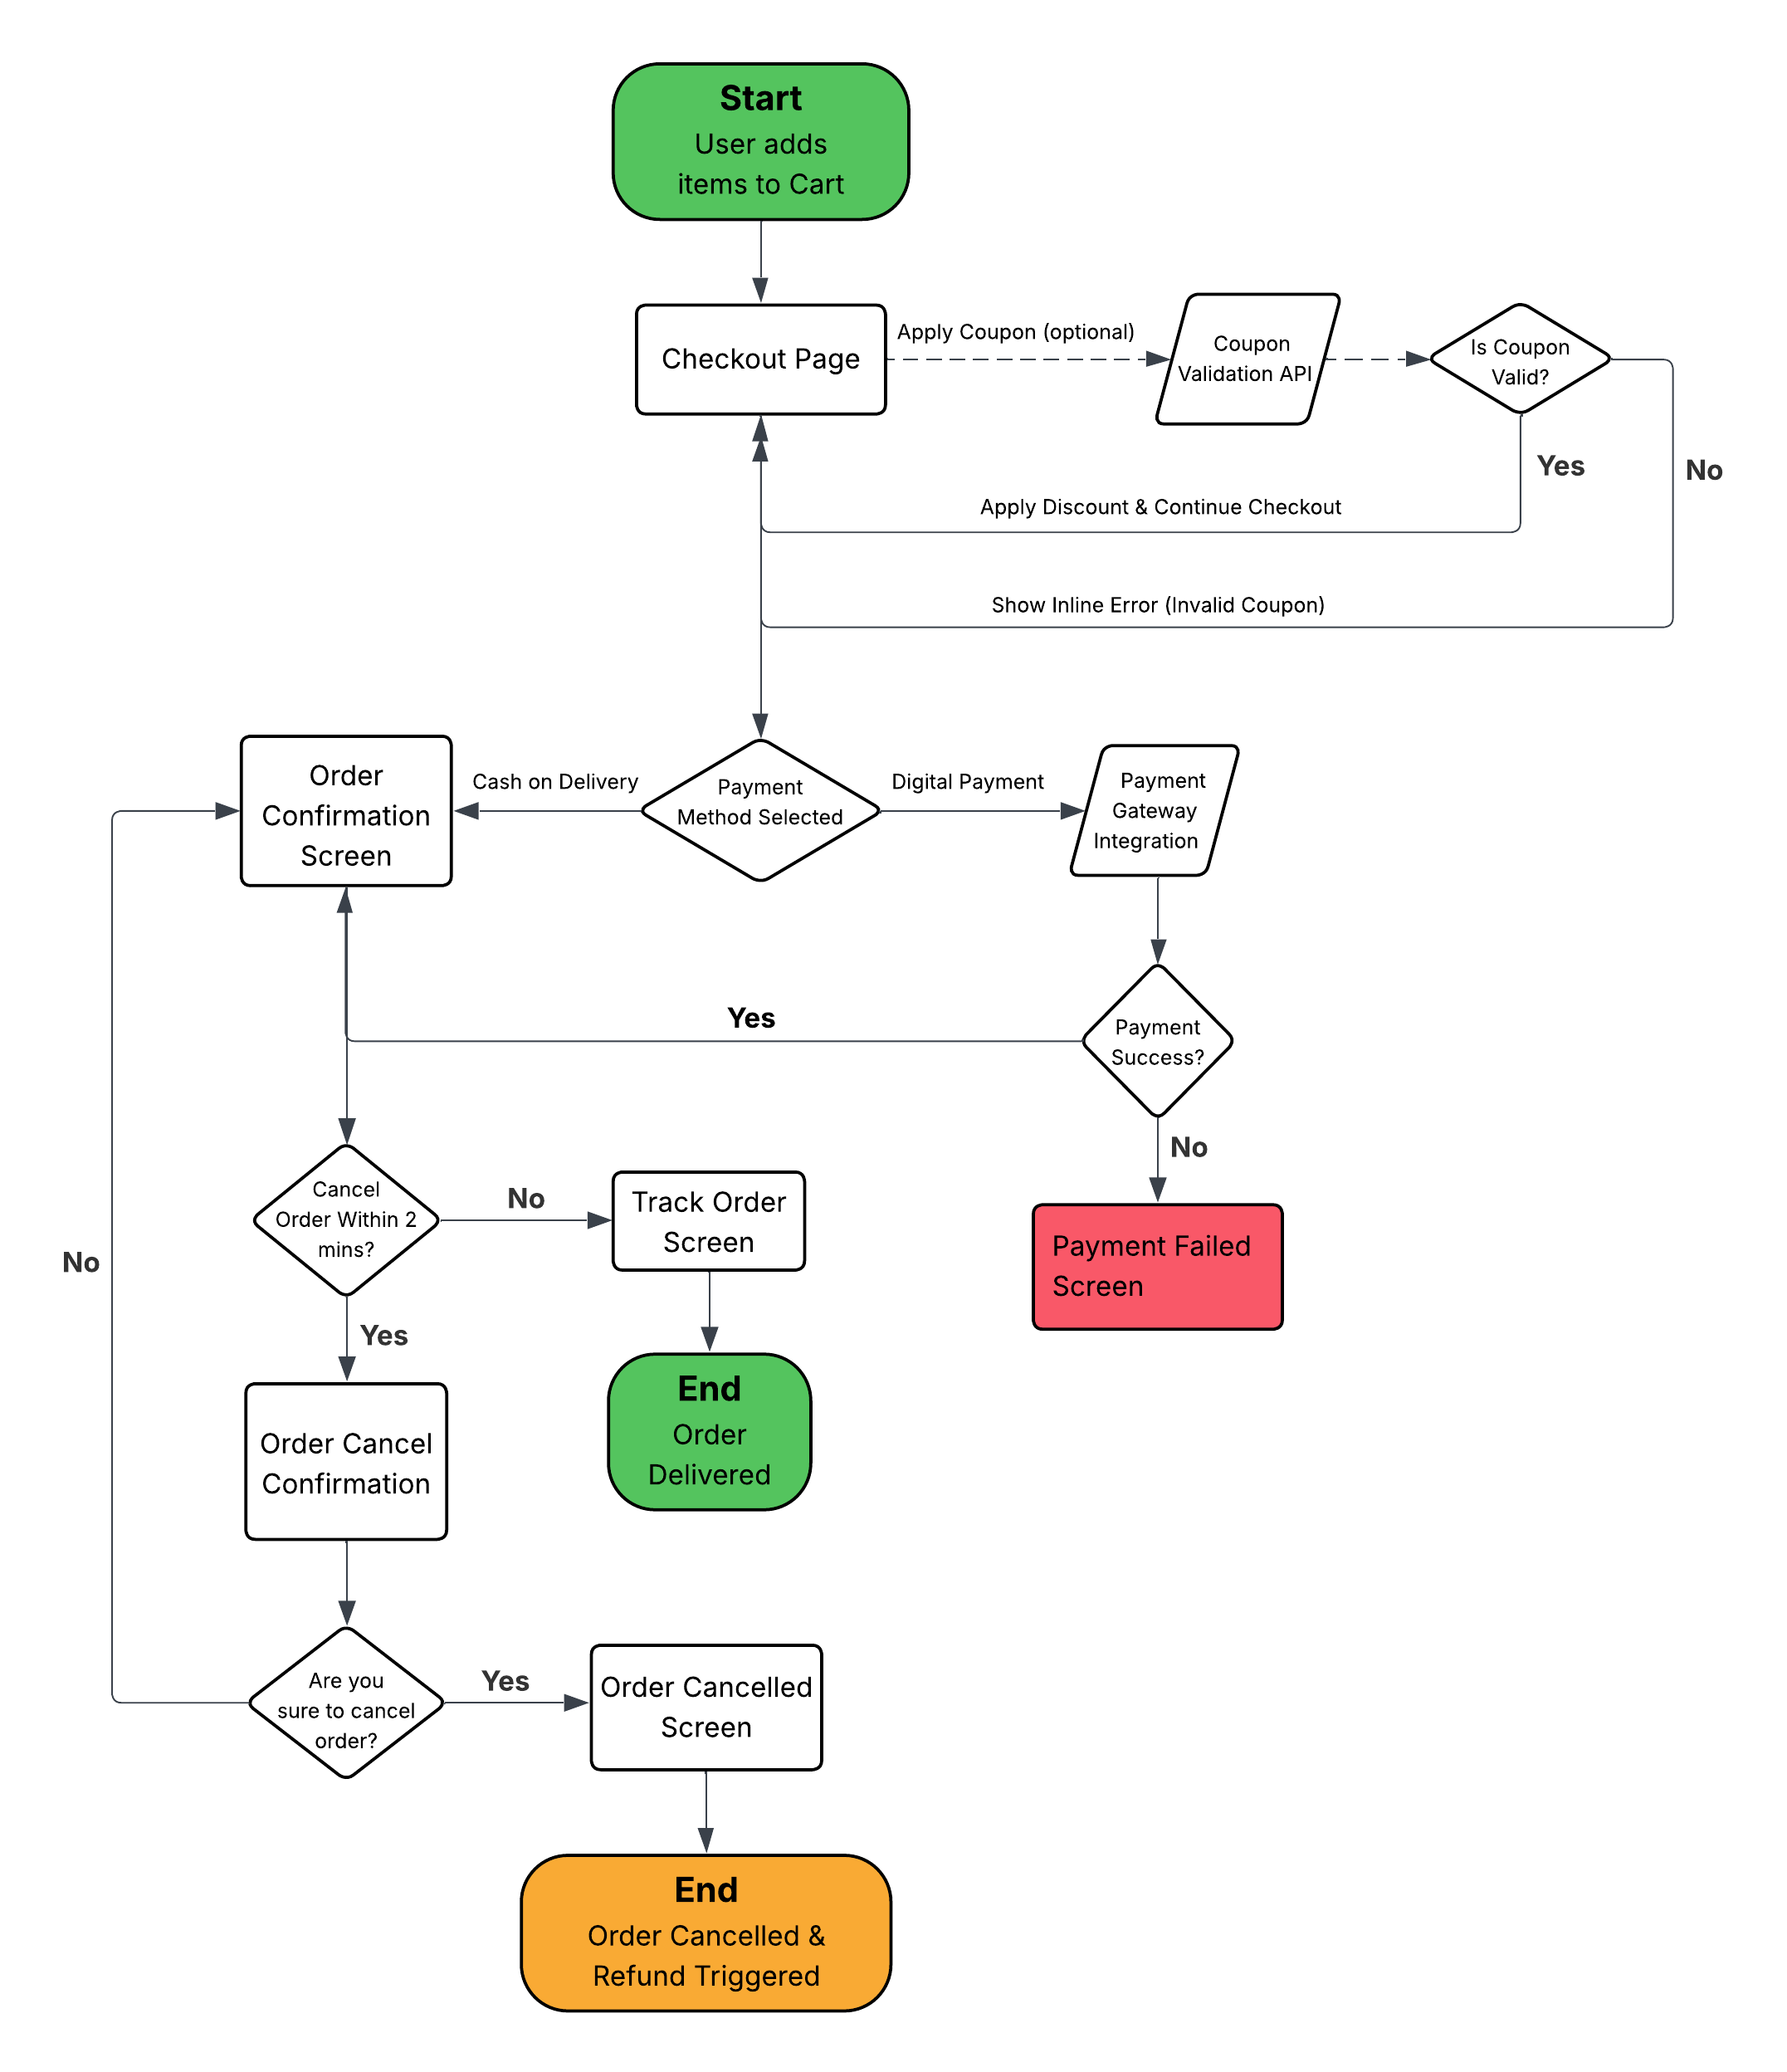 Start
User adds
items to Cart
Checkout Page
Apply Coupon (optional)
Coupon
Validation API
Is Coupon
Valid?
Yes
No
Apply Discount & Continue Checkout
Show Inline Error (Invalid Coupon)
Order
Confirmation
Screen
Cash on Delivery
Payment
Method Selected
Digital Payment
Payment
Gateway
Integration
Yes
Payment
Success?
No
Payment Failed
Screen
Cancel
Order Within 2
mins?
No
Track Order
Screen
No
Yes
End
Order
Delivered
Order Cancel
Confirmation
Are you
sure to cancel
order?
Yes
Order Cancelled
Screen
End
Order Cancelled &
Refund Triggered